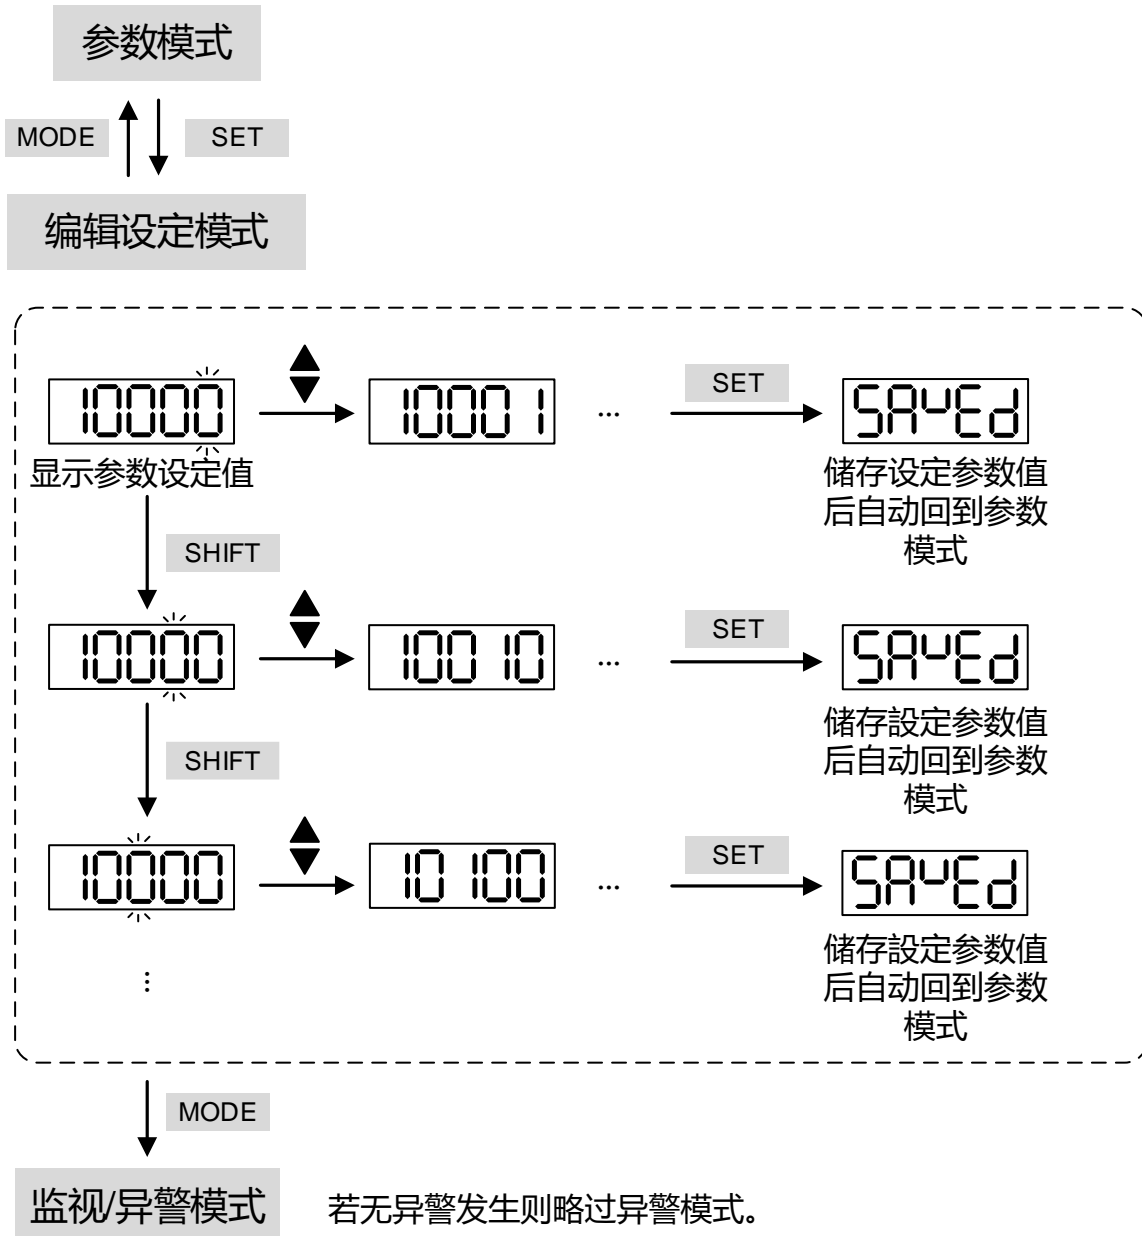 参数模式
MODE
SET
编辑设定模式
10000
10001
...
SET
SAVEd
显示参数设定值
储存设定参数值
后自动回到参数
模式
SHIFT
10000
10010
...
SET
SAVEd
储存設定参数值
后自动回到参数
模式
SHIFT
10000
10100
...
SET
SAVEd
储存設定参数值
后自动回到参数
模式
...
MODE
监视/异警模式
若无异警发生则略过异警模式。